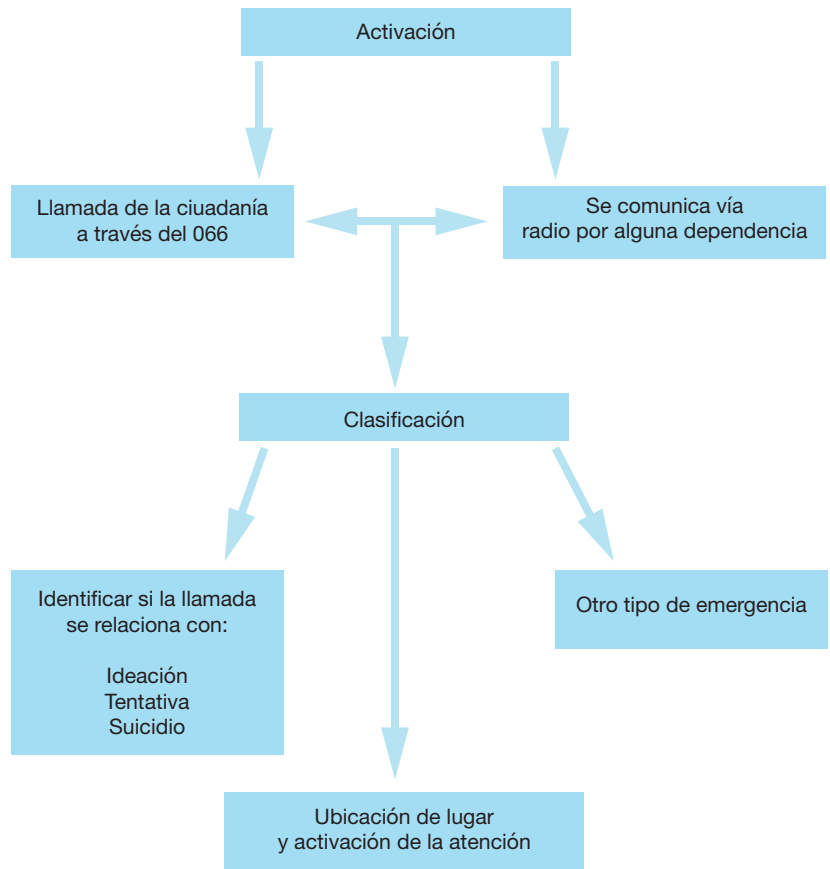 Activación
Llamada de la ciuadanía
a través del 066
Se comunica vía
radio por alguna dependencia
Clasificación
Identificar si la llamada
se relaciona con:
Ideación
Tentativa
Suicidio
Otro tipo de emergencia
Ubicación de lugar
y activación de la atención